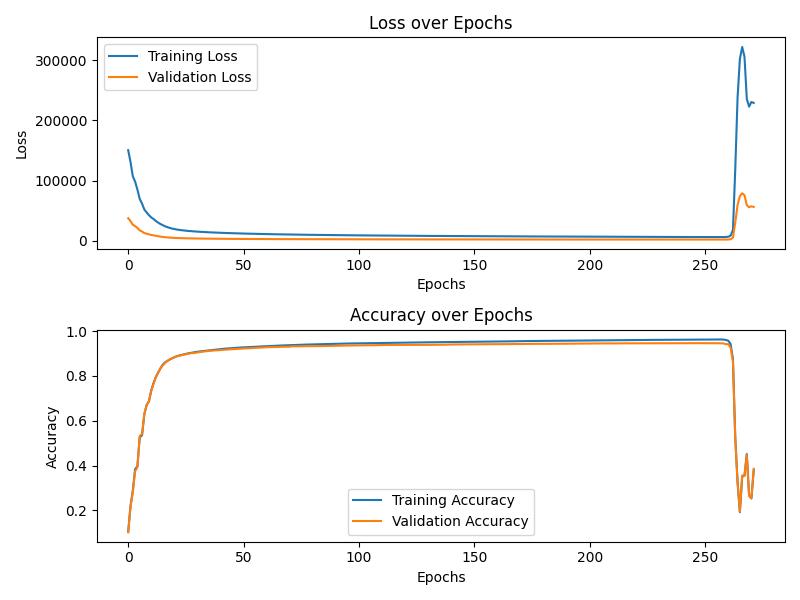 Loss over Epochs
Loss
300000
200000
100000
0
Training Loss
Validation Loss
0 50 100 150 200 250
Epochs
Accuracy over Epochs
Accuracy
1.0
0.8
0.6
0.4
0.2
Training Accuracy
Validation Accuracy
0 50 100 150 200 250
Epochs